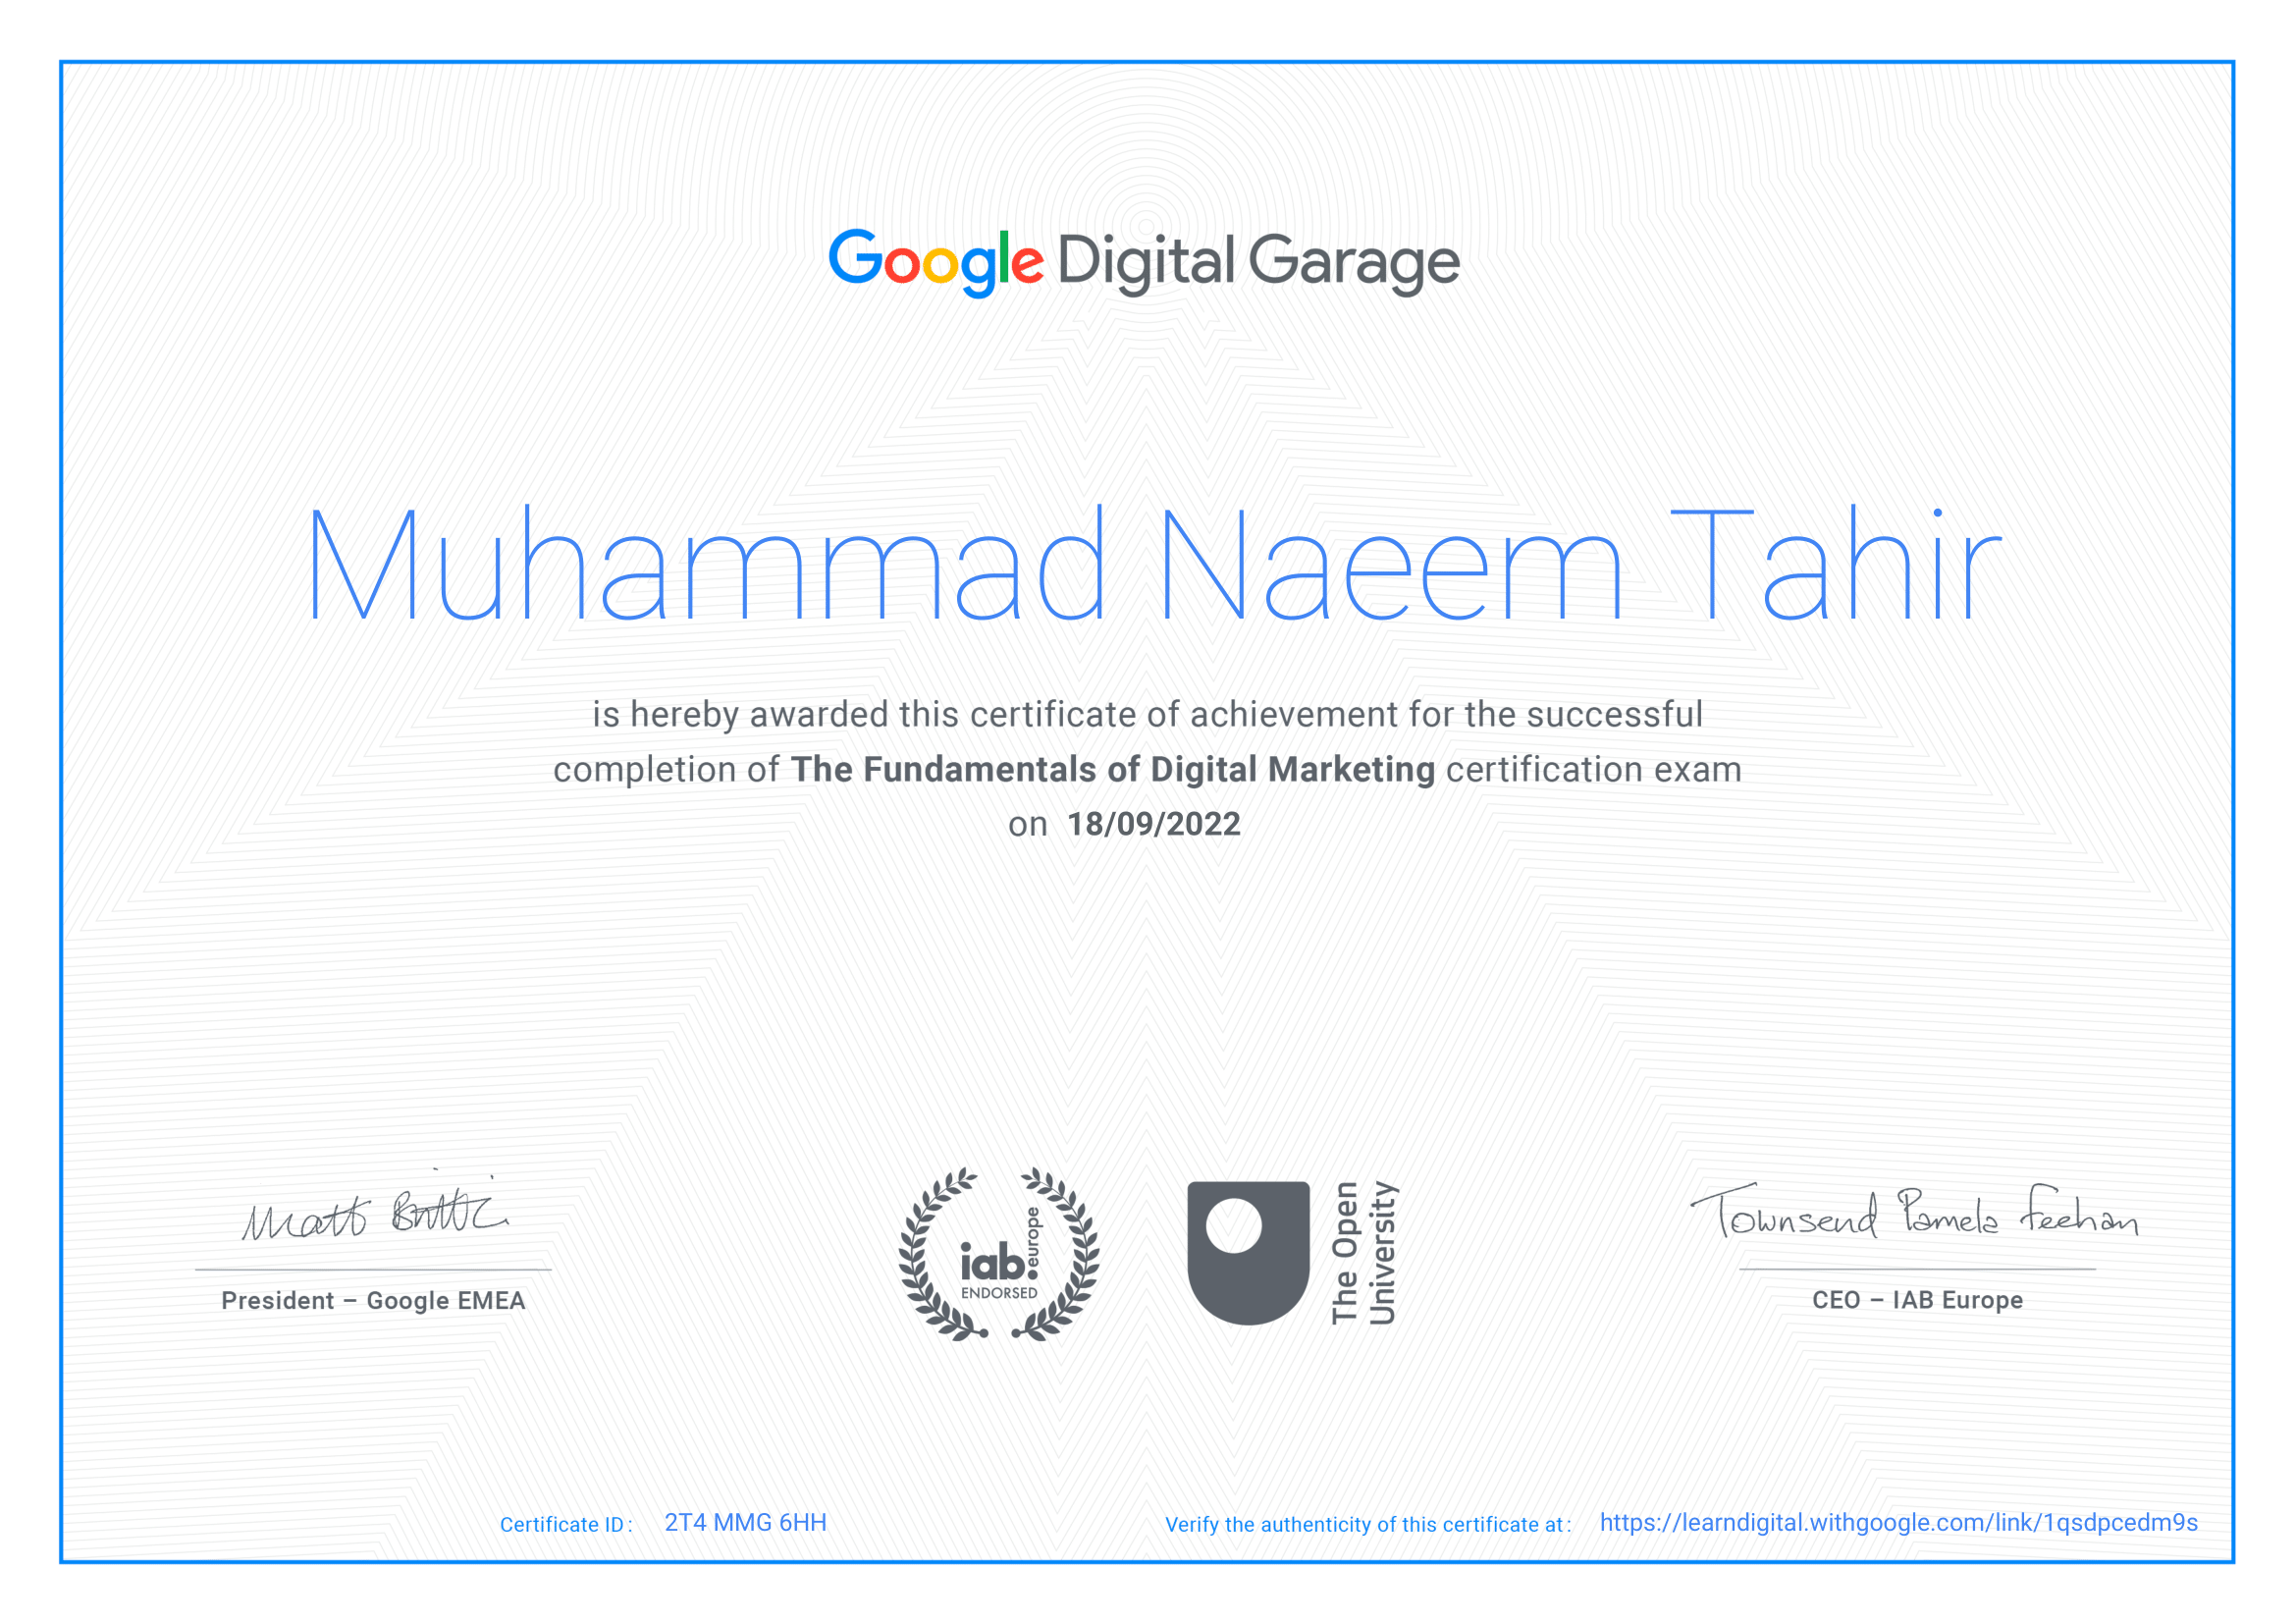 Google Digital Garage
Muhammad Naeem Tahir
is hereby awarded this certificate of achievement for the successful
completion of The Fundamentals of Digital Marketing certification exam
on 18/09/2022
Matt Brittin
President – Google EMEA
iab europe
ENDORSED
The Open
University
Townsend Pamela Feehan
CEO – IAB Europe
Certificate ID : 2T4 MMG 6HH
Verify the authenticity of this certificate at : https://learndigital.withgoogle.com/link/1qsdpcedm9s